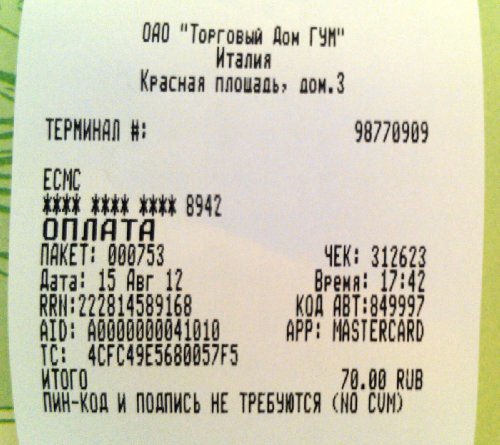 ОАО "Торговый Дом ГУМ"
Италия
Красная площадь, дом.3
ТЕРМИНАЛ #: 98770909
ECMC
**** **** **** 8942
ОПЛАТА
ПАКЕТ: 000753 ЧЕК: 312623
Дата: 15 Авг 12 Время: 17:42
RRN:222814589168 КОД АВТ:849997
AID: A0000000041010 APP: MASTERCARD
TC: 4CFC49E5680057F5
ИТОГО 70.00 RUB
ПИН-КОД И ПОДПИСЬ НЕ ТРЕБУЮТСЯ (NO CVM)